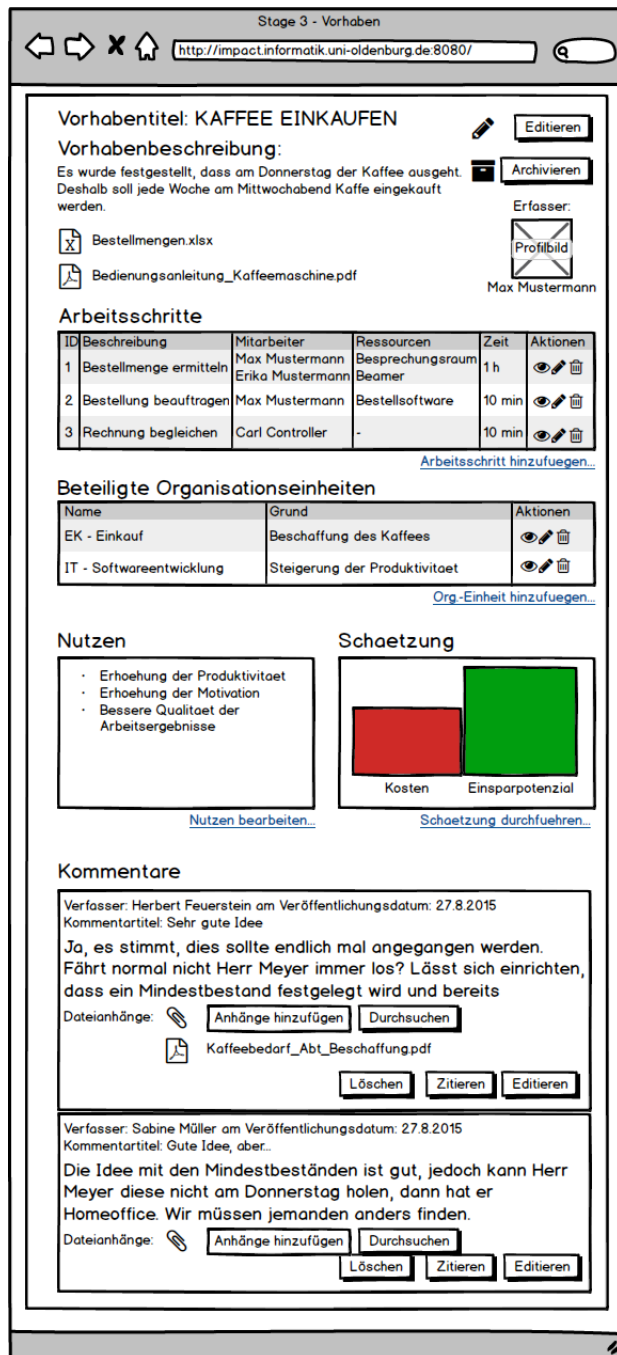 Stage 3 - Vorhaben
http://impact.informatik.uni-oldenburg.de:8080/
Vorhabentitel: KAFFEE EINKAUFEN
Editieren
Vorhabenbeschreibung:
Es wurde festgestellt, dass am Donnerstag der Kaffee ausgeht.
Deshalb soll jede Woche am Mittwochabend Kaffe eingekauft
werden.
Archivieren
Erfasser:
Profilbild
Max Mustermann
Bestellmengen.xlsx
Bedienungsanleitung_Kaffeemaschine.pdf
Arbeitsschritte
ID Beschreibung Mitarbeiter Ressourcen Zeit Aktionen
1 Bestellmenge ermitteln Max Mustermann Erika Mustermann Besprechungsraum Beamer 1 h
2 Bestellung beauftragen Max Mustermann Bestellsoftware 10 min
3 Rechnung begleichen Carl Controller - 10 min
Arbeitsschritt hinzufuegen...
Beteiligte Organisationseinheiten
Name Grund Aktionen
EK - Einkauf Beschaffung des Kaffees
IT - Softwareentwicklung Steigerung der Produktivitaet
Org.-Einheit hinzufuegen...
Nutzen
· Erhoehung der Produktivitaet
· Erhoehung der Motivation
· Bessere Qualitaet der
Arbeitsergebnisse
Nutzen bearbeiten...
Schaetzung
Kosten Einsparpotenzial
Schaetzung durchfuehren...
Kommentare
Verfasser: Herbert Feuerstein am Veröffentlichungsdatum: 27.8.2015
Kommentartitel: Sehr gute Idee
Ja, es stimmt, dies sollte endlich mal angegangen werden.
Fährt normal nicht Herr Meyer immer los? Lässt sich einrichten,
dass ein Mindestbestand festgelegt wird und bereits
Dateianhänge: Anhänge hinzufügen Durchsuchen
Kaffeebedarf_Abt_Beschaffung.pdf
Löschen Zitieren Editieren
Verfasser: Sabine Müller am Veröffentlichungsdatum: 27.8.2015
Kommentartitel: Gute Idee, aber...
Die Idee mit den Mindestbeständen ist gut, jedoch kann Herr
Meyer diese nicht am Donnerstag holen, dann hat er
Homeoffice. Wir müssen jemanden anders finden.
Dateianhänge: Anhänge hinzufügen Durchsuchen
Löschen Zitieren Editieren